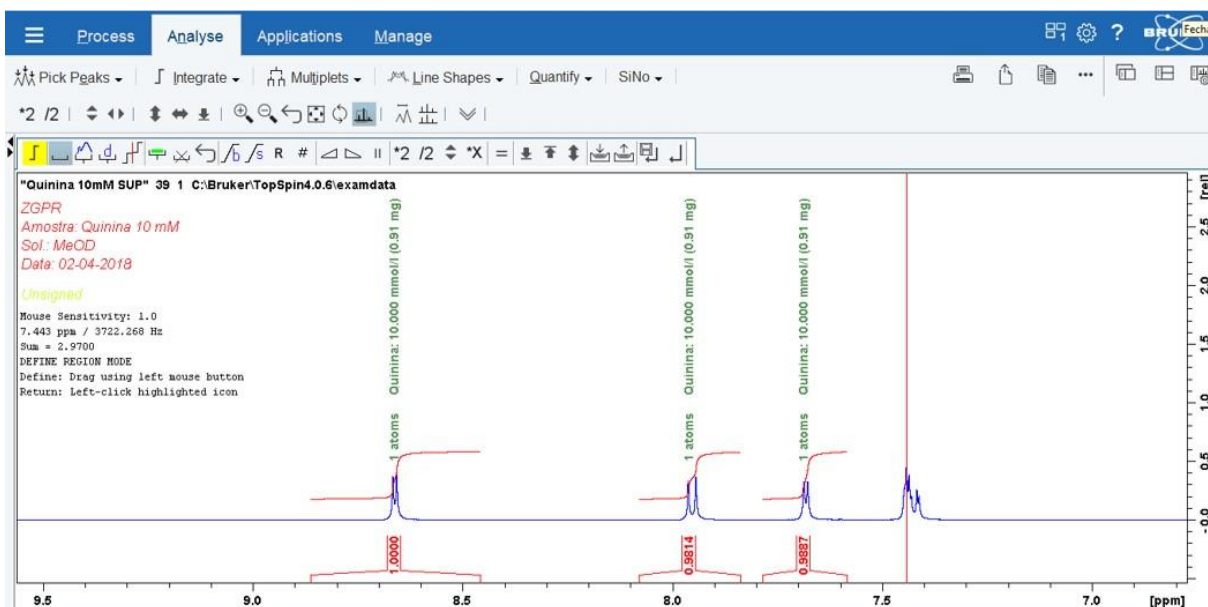 Process Analyse Applications Manage ? Fecha
Pick Peaks Integrate Multiplets Line Shapes Quantify SiNo
*2 /2
R # *2 /2 *X =
"Quinina 10mM SUP" 39 1 C:\Bruker\TopSpin4.0.6\examdata
ZGPR
Amostra: Quinina 10 mM
Sol.: MeOD
Data: 02-04-2018
Unsigned
Mouse Sensitivity: 1.0
7.443 ppm / 3722.268 Hz
Sum = 2.9700
DEFINE REGION MODE
Define: Drag using left mouse button
Return: Left-click highlighted icon
1 atoms Quinina: 10.000 mmol/l (0.91 mg)
1 atoms Quinina: 10.000 mmol/l (0.91 mg)
1 atoms Quinina: 10.000 mmol/l (0.91 mg)
[rel]
2.5
2.0
1.5
1.0
0.5
-0.0
1.0000
0.9814
0.9887
9.5 9.0 8.5 8.0 7.5 7.0 [ppm]